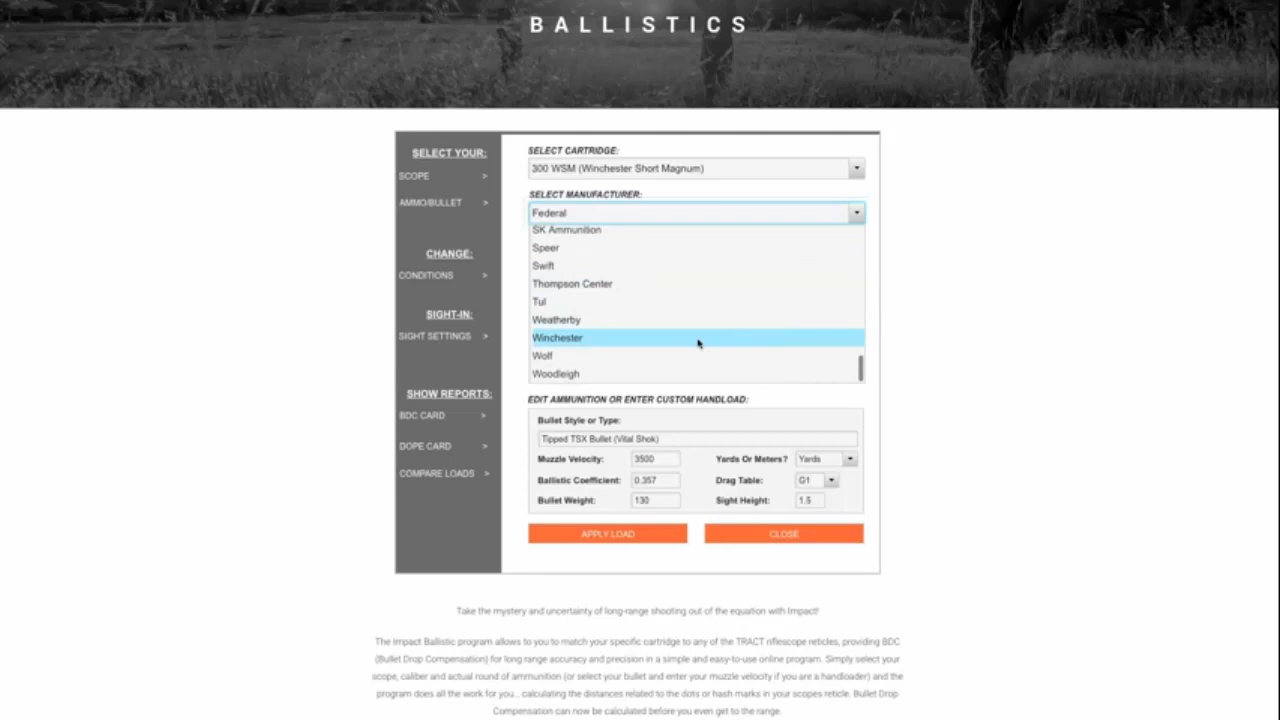 BALLISTICS
SELECT YOUR:
SCOPE >
AMMO/BULLET >
CHANGE:
CONDITIONS >
SIGHT-IN:
SIGHT SETTINGS >
SHOW REPORTS:
BDC CARD >
DOPE CARD >
COMPARE LOADS >
SELECT CARTRIDGE:
300 WSM (Winchester Short Magnum)
SELECT MANUFACTURER:
Federal
SK Ammunition
Speer
Swift
Thompson Center
Tul
Weatherby
Winchester
Wolf
Woodleigh
EDIT AMMUNITION OR ENTER CUSTOM HANDLOAD:
Bullet Style or Type:
Tipped TSX Bullet (Vital Shok)
Muzzle Velocity: 3500 Yards Or Meters? Yards
Ballistic Coefficient: 0.357 Drag Table: G1
Bullet Weight: 130 Sight Height: 1.5
APPLY LOAD CLOSE
Take the mystery and uncertainty of long-range shooting out of the equation with Impact!
The Impact Ballistic program allows to you to match your specific cartridge to any of the TRACT riflescope reticles, providing BDC
(Bullet Drop Compensation) for long range accuracy and precision in a simple and easy-to-use online program. Simply select your
scope, caliber and actual round of ammunition (or select your bullet and enter your muzzle velocity if you are a handloader) and the
program does all the work for you... calculating the distances related to the dots or hash marks in your scopes reticle. Bullet Drop
Compensation can now be calculated before you even get to the range.